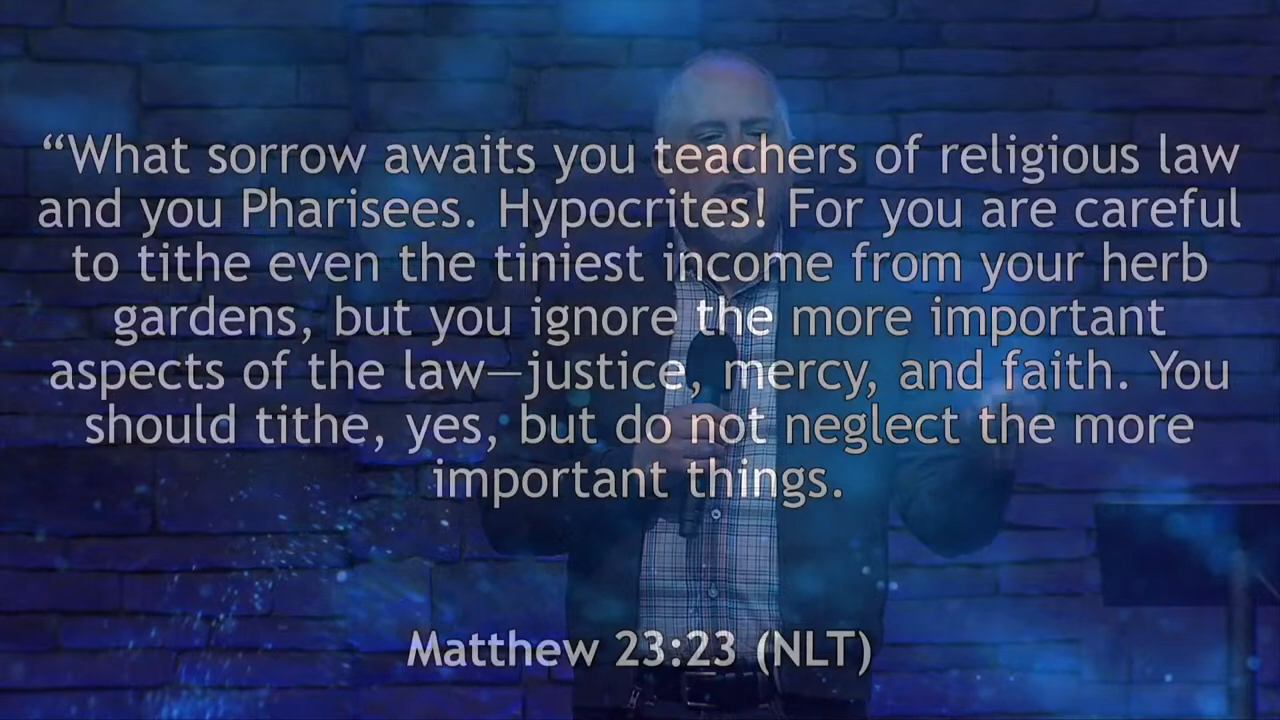 “What sorrow awaits you teachers of religious law
and you Pharisees. Hypocrites! For you are careful
to tithe even the tiniest income from your herb
gardens, but you ignore the more important
aspects of the law—justice, mercy, and faith. You
should tithe, yes, but do not neglect the more
important things.
Matthew 23:23 (NLT)